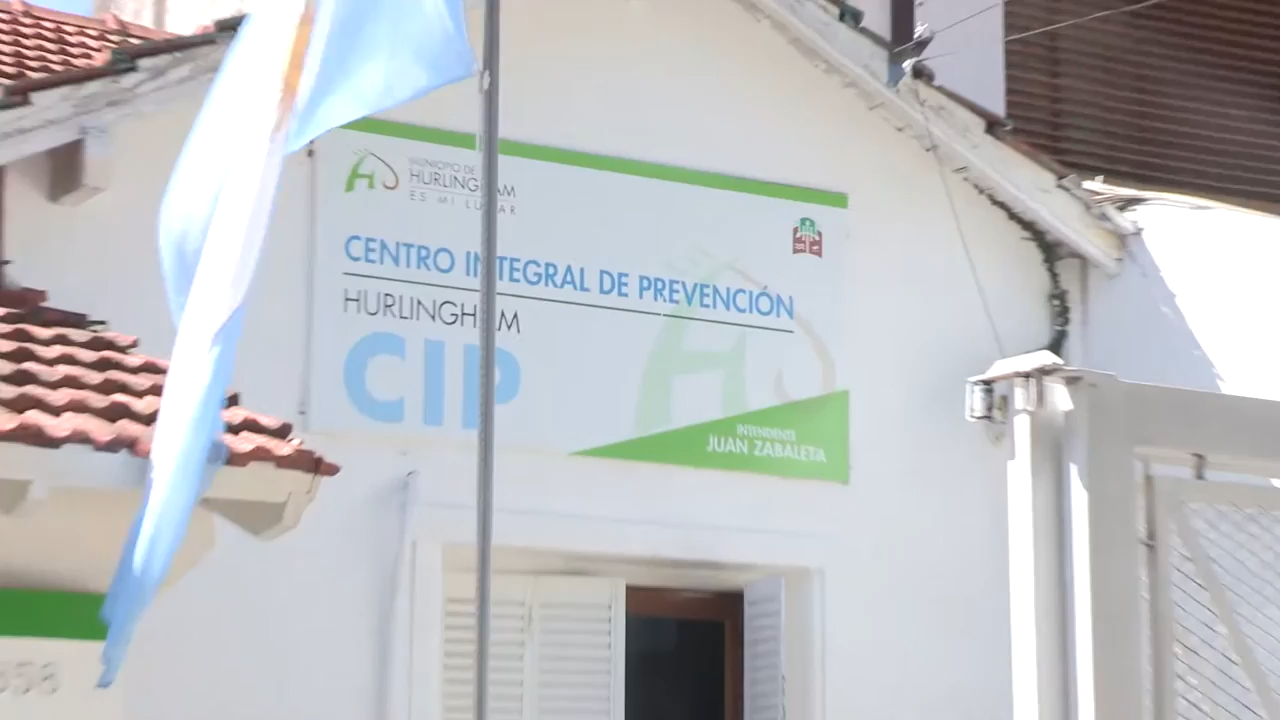 MUNICIPIO DE
HURLINGHAM
ES MI LUGAR
CENTRO INTEGRAL DE PREVENCIÓN
HURLINGHAM
CIP
INTENDENTE
JUAN ZABALETA